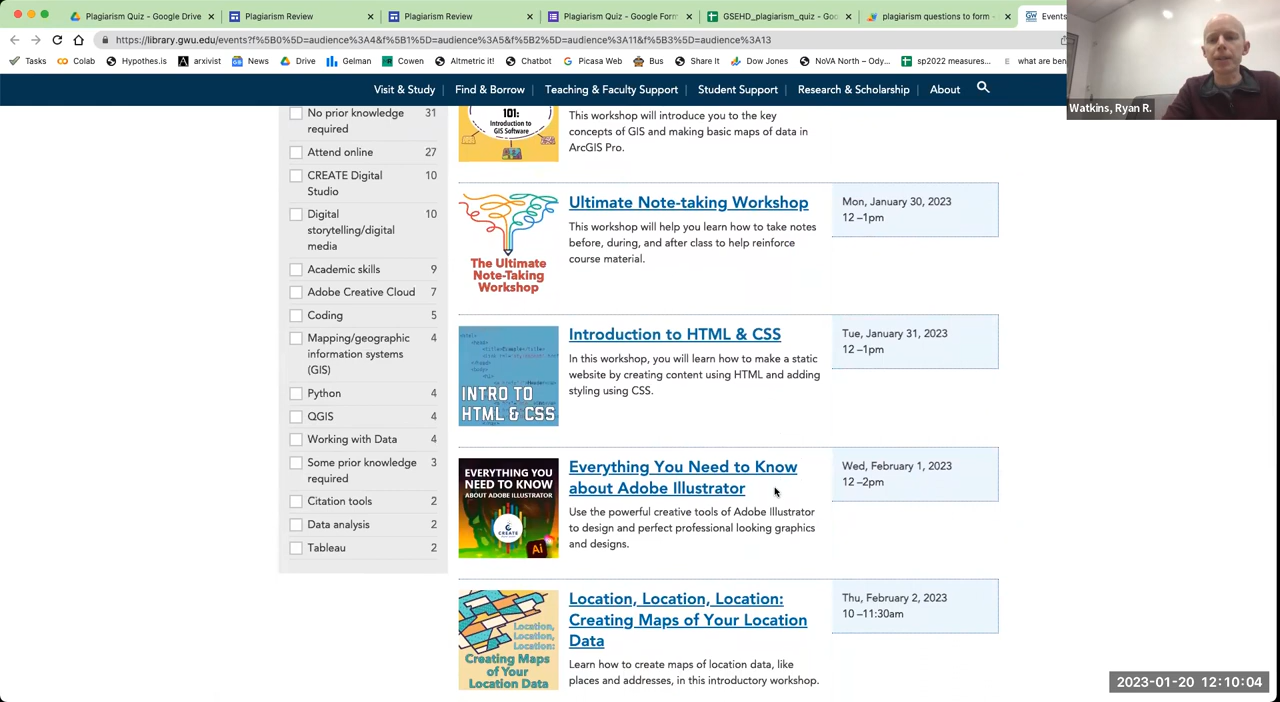 Plagiarism Quiz - Google Drive
Plagiarism Review
Plagiarism Review
Plagiarism Quiz - Google Form
GSEHD_plagiarism_quiz - Goo
plagiarism questions to form -
Events
https://library.gwu.edu/events?f%5B0%5D=audience%3A4&f%5B1%5D=audience%3A5&f%5B2%5D=audience%3A11&f%5B3%5D=audience%3A13
Tasks
Colab
Hypothes.is
arxivist
News
Drive
Gelman
Cowen
Altmetric it!
Chatbot
Picasa Web
Bus
Share It
Dow Jones
NoVA North – Ody...
sp2022 measures...
what are ben
Watkins, Ryan R.
Visit & Study
Find & Borrow
Teaching & Faculty Support
Student Support
Research & Scholarship
About
No prior knowledge 31
required
Attend online 27
CREATE Digital 10
Studio
Digital 10
storytelling/digital
media
Academic skills 9
Adobe Creative Cloud 7
Coding 5
Mapping/geographic 4
information systems
(GIS)
Python 4
QGIS 4
Working with Data 4
Some prior knowledge 3
required
Citation tools 2
Data analysis 2
Tableau 2
101:
Introduction to
GIS Software
This workshop will introduce you to the key
concepts of GIS and making basic maps of data in
ArcGIS Pro.
The Ultimate
Note-Taking
Workshop
Ultimate Note-taking Workshop
This workshop will help you learn how to take notes
before, during, and after class to help reinforce
course material.
Mon, January 30, 2023
12 –1pm
INTRO TO
HTML & CSS
Introduction to HTML & CSS
In this workshop, you will learn how to make a static
website by creating content using HTML and adding
styling using CSS.
Tue, January 31, 2023
12 –1pm
EVERYTHING YOU
NEED TO KNOW
ABOUT ADOBE ILLUSTRATOR
CREATE
Ai
Everything You Need to Know
about Adobe Illustrator
Use the powerful creative tools of Adobe Illustrator
to design and perfect professional looking graphics
and designs.
Wed, February 1, 2023
12 –2pm
Location,
Location,
Location:
Creating Maps
of Your
Location Data
Location, Location, Location:
Creating Maps of Your Location
Data
Learn how to create maps of location data, like
places and addresses, in this introductory workshop.
Thu, February 2, 2023
10 –11:30am
2023-01-20 12:10:04